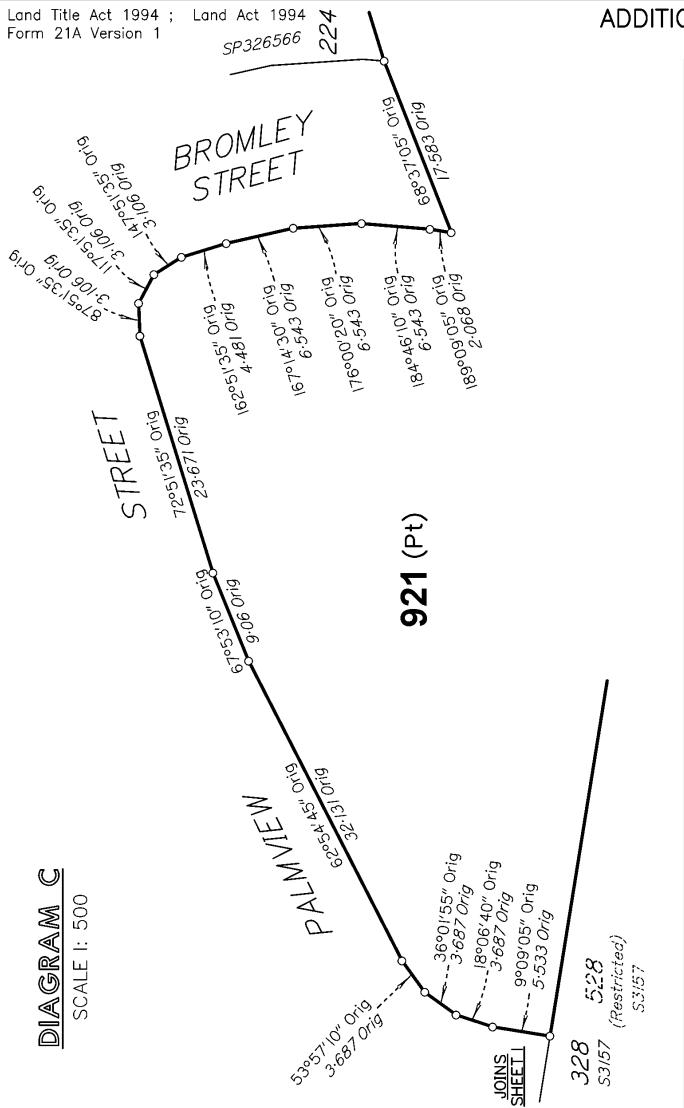 Land Title Act 1994 ; Land Act 1994
Form 21A Version 1
ADDITIO
SP326566
224
BROMLEY
STREET
68°37'05" Orig
17·583 Orig
147°51'35" Orig
3·106 Orig
117°51'35" Orig
3·106 Orig
87°51'35" Orig
3·106 Orig
162°51'35" Orig
4·481 Orig
167°14'30" Orig
6·543 Orig
176°00'20" Orig
6·543 Orig
184°46'10" Orig
6·543 Orig
189°09'05" Orig
2·068 Orig
STREET
72°51'35" Orig
23·671 Orig
67°53'10" Orig
9·06 Orig
921 (Pt)
PALMVIEW
62°54'45" Orig
32·131 Orig
DIAGRAM C
SCALE 1: 500
53°57'10" Orig
3·687 Orig
36°01'55" Orig
3·687 Orig
18°06'40" Orig
3·687 Orig
9°09'05" Orig
5·533 Orig
JOINS
SHEET 1
328
S3157
528
(Restricted)
S3157